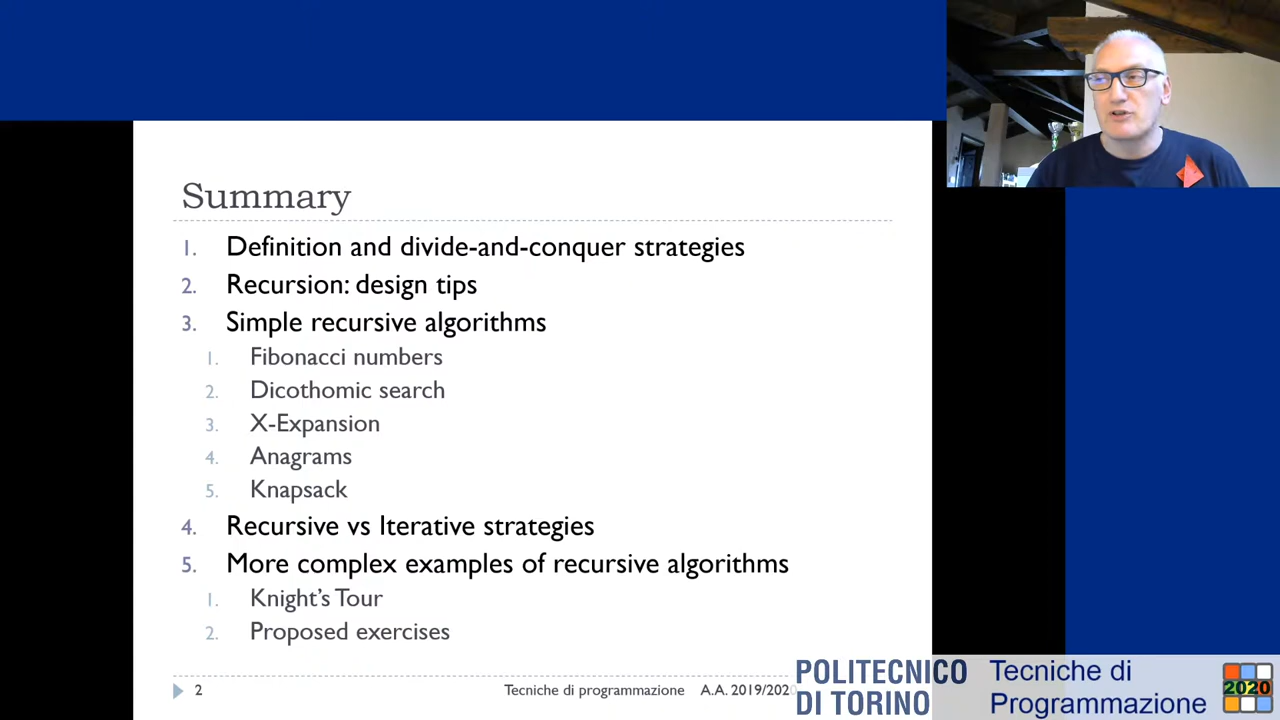 Summary
1. Definition and divide-and-conquer strategies
2. Recursion: design tips
3. Simple recursive algorithms
1. Fibonacci numbers
2. Dicothomic search
3. X-Expansion
4. Anagrams
5. Knapsack
4. Recursive vs Iterative strategies
5. More complex examples of recursive algorithms
1. Knight's Tour
2. Proposed exercises
2 Tecniche di programmazione A.A. 2019/2020
POLITECNICO
DI TORINO
Tecniche di
Programmazione
2020